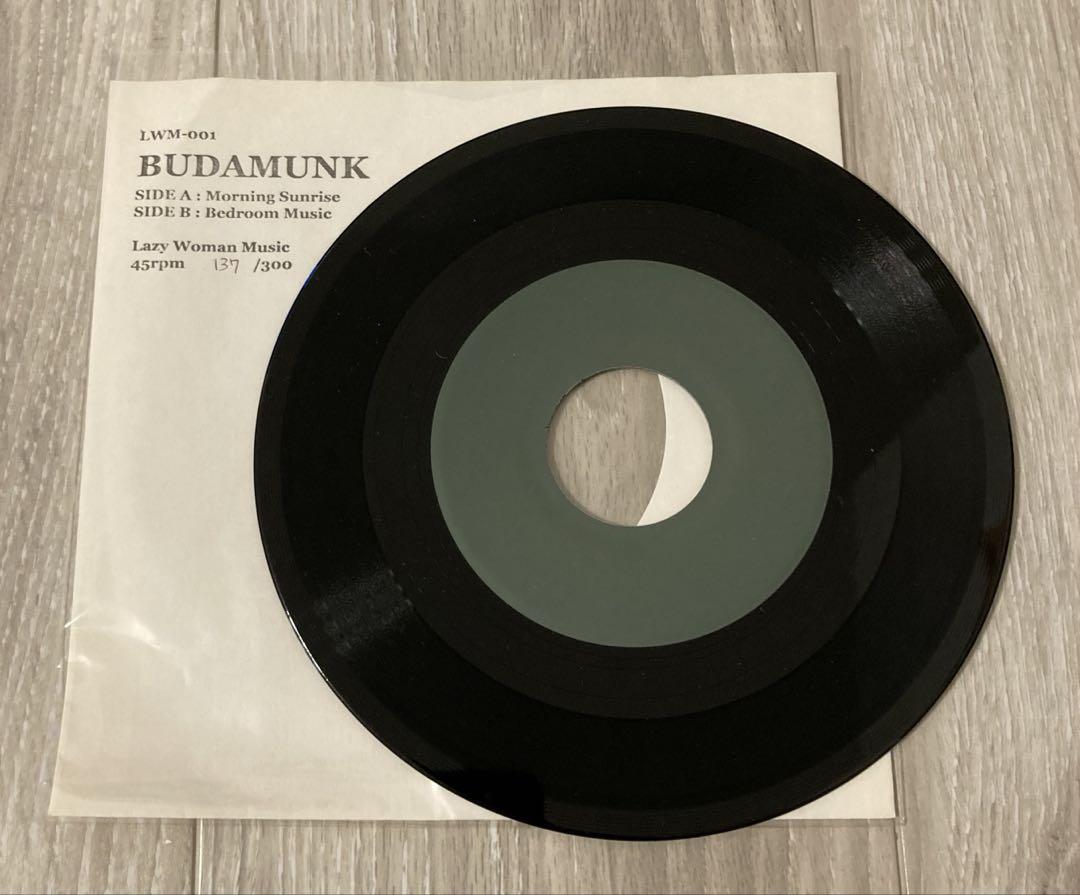 LWM-001
BUDAMUNK
SIDE A : Morning Sunrise
SIDE B : Bedroom Music
Lazy Woman Music
45rpm 137 /300